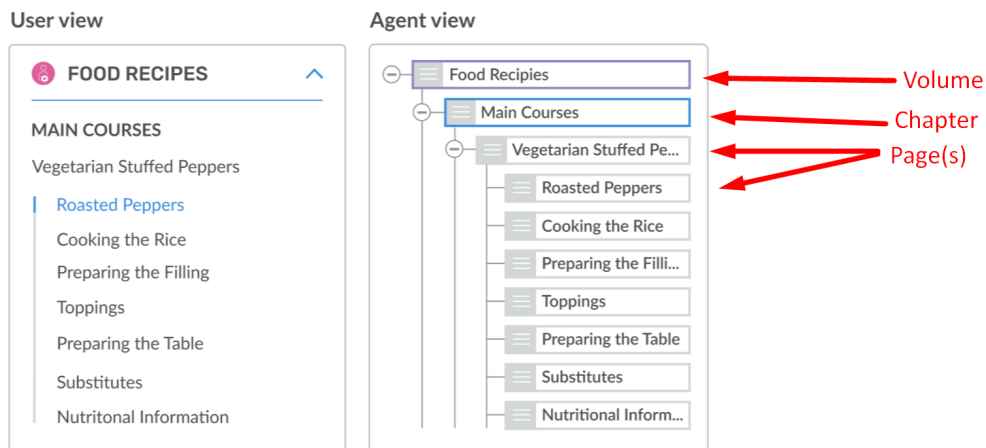 User view
FOOD RECIPES
MAIN COURSES
Vegetarian Stuffed Peppers
Roasted Peppers
Cooking the Rice
Preparing the Filling
Toppings
Preparing the Table
Substitutes
Nutritonal Information
Agent view
Food Recipies
Main Courses
Vegetarian Stuffed Pe...
Roasted Peppers
Cooking the Rice
Preparing the Filli...
Toppings
Preparing the Table
Substitutes
Nutritional Inform...
Volume
Chapter
Page(s)